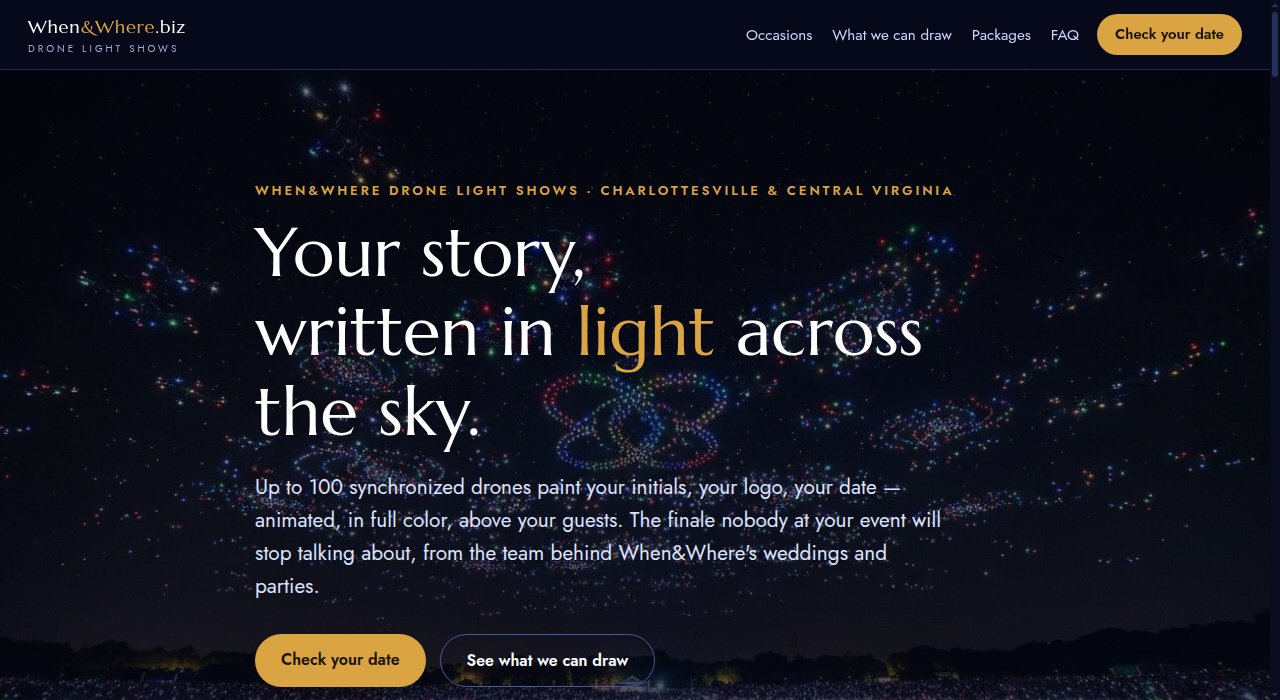 When&Where.biz
DRONE LIGHT SHOWS
Occasions
What we can draw
Packages
FAQ
Check your date
WHEN&WHERE DRONE LIGHT SHOWS · CHARLOTTESVILLE & CENTRAL VIRGINIA
Your story,
written in light across
the sky.
Up to 100 synchronized drones paint your initials, your logo, your date —
animated, in full color, above your guests. The finale nobody at your event will
stop talking about, from the team behind When&Where's weddings and
parties.
Check your date
See what we can draw